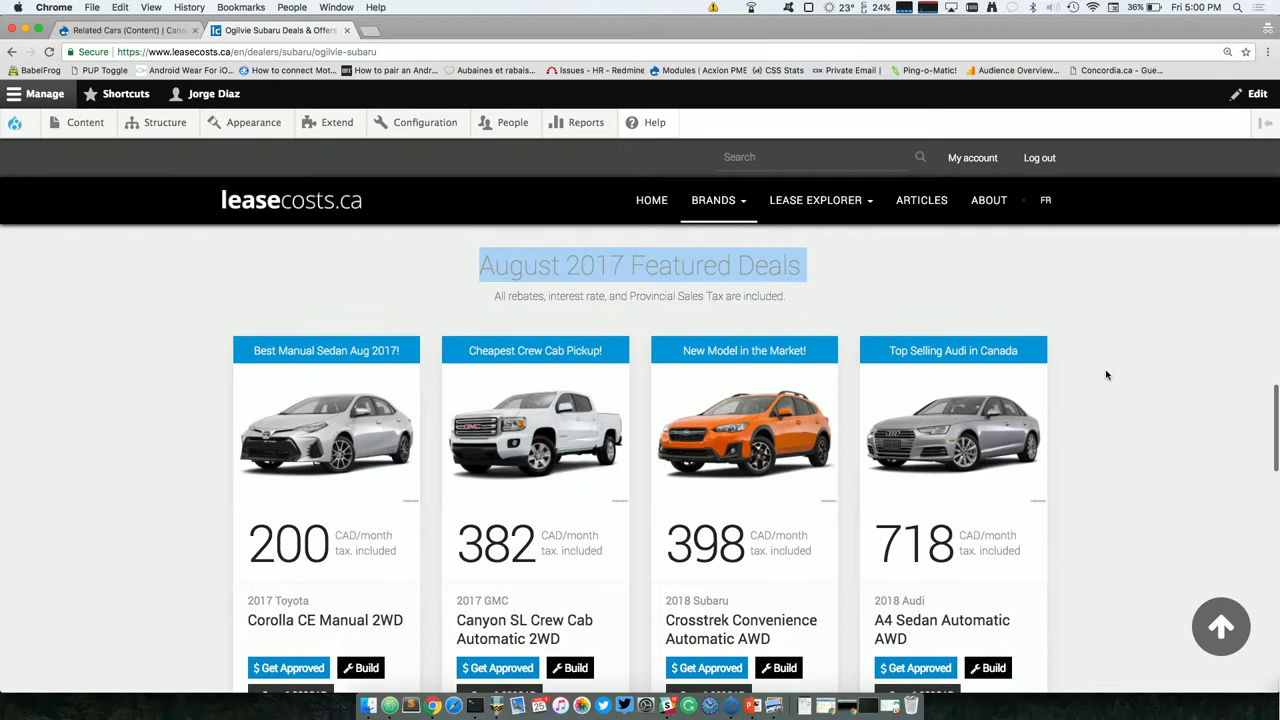 Chrome File Edit View History Bookmarks People Window Help 23° 24% 36% Fri 5:00 PM
Related Cars (Content) | Cana Ogilvie Subaru Deals & Offers
Secure https://www.leasecosts.ca/en/dealers/subaru/ogilvie-subaru
BabelFrog PUP Toggle Android Wear For iO... How to connect Mot... How to pair an Andr... Aubaines et rabais... Issues - HR - Redmine Modules | Acxion PME CSS Stats Private Email | Ping-o-Matic! Audience Overview... Concordia.ca - Gue...
Manage Shortcuts Jorge Diaz Edit
Content Structure Appearance Extend Configuration People Reports Help
Search My account Log out
leasecosts.ca HOME BRANDS LEASE EXPLORER ARTICLES ABOUT FR
August 2017 Featured Deals
All rebates, interest rate, and Provincial Sales Tax are included.
Best Manual Sedan Aug 2017! Cheapest Crew Cab Pickup! New Model in the Market! Top Selling Audi in Canada
200 CAD/month tax. included 382 CAD/month tax. included 398 CAD/month tax. included 718 CAD/month tax. included
2017 Toyota 2017 GMC 2018 Subaru 2018 Audi
Corolla CE Manual 2WD Canyon SL Crew Cab Crosstrek Convenience A4 Sedan Automatic
Automatic 2WD Automatic AWD AWD
$ Get Approved Build $ Get Approved Build $ Get Approved Build $ Get Approved Build